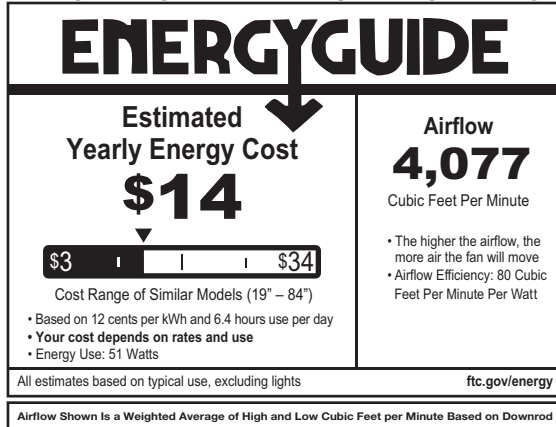 ENERGYGUIDE
Estimated
Yearly Energy Cost
$14
$3
$34
Cost Range of Similar Models (19” – 84”)
• Based on 12 cents per kWh and 6.4 hours use per day
• Your cost depends on rates and use
• Energy Use: 51 Watts
Airflow
4,077
Cubic Feet Per Minute
• The higher the airflow, the
more air the fan will move
• Airflow Efficiency: 80 Cubic
Feet Per Minute Per Watt
All estimates based on typical use, excluding lights
ftc.gov/energy
Airflow Shown Is a Weighted Average of High and Low Cubic Feet per Minute Based on Downrod